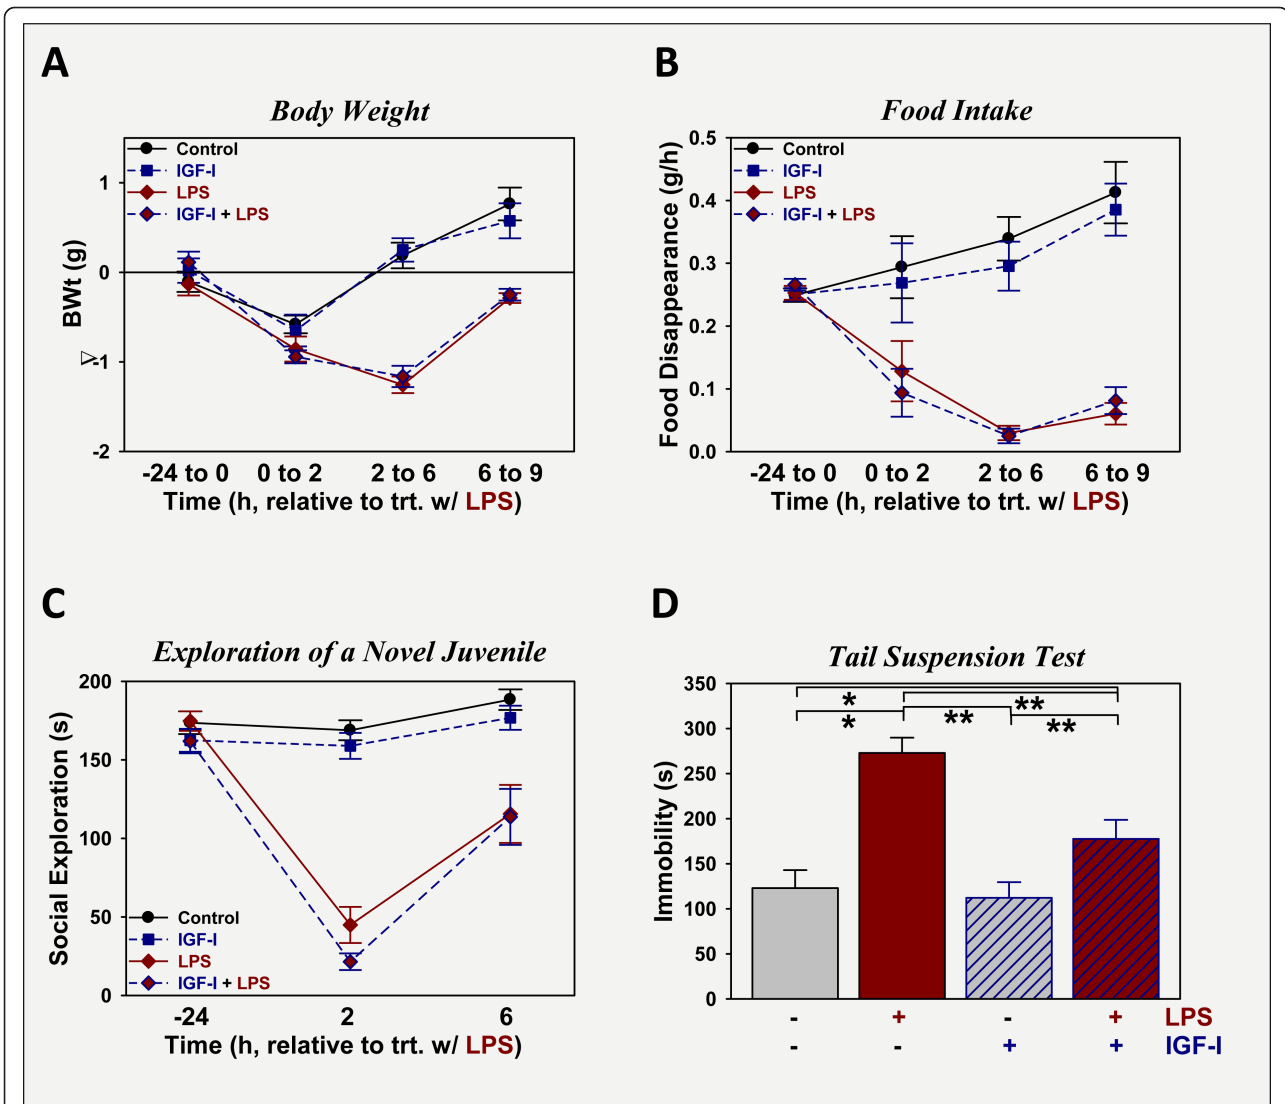 A
Body Weight
Control
IGF-I
LPS
IGF-I + LPS
1
0
-1
-2
∇ BWt (g)
-24 to 0 0 to 2 2 to 6 6 to 9
Time (h, relative to trt. w/ LPS)
B
Food Intake
Control
IGF-I
LPS
IGF-I + LPS
0.5
0.4
0.3
0.2
0.1
0.0
Food Disappearance (g/h)
-24 to 0 0 to 2 2 to 6 6 to 9
Time (h, relative to trt. w/ LPS)
C
Exploration of a Novel Juvenile
200
150
100
50
0
Social Exploration (s)
Control
IGF-I
LPS
IGF-I + LPS
-24 2 6
Time (h, relative to trt. w/ LPS)
D
Tail Suspension Test
350
300
250
200
150
100
50
0
Immobility (s)
* **
* ** **
- + - + LPS
- - + + IGF-I